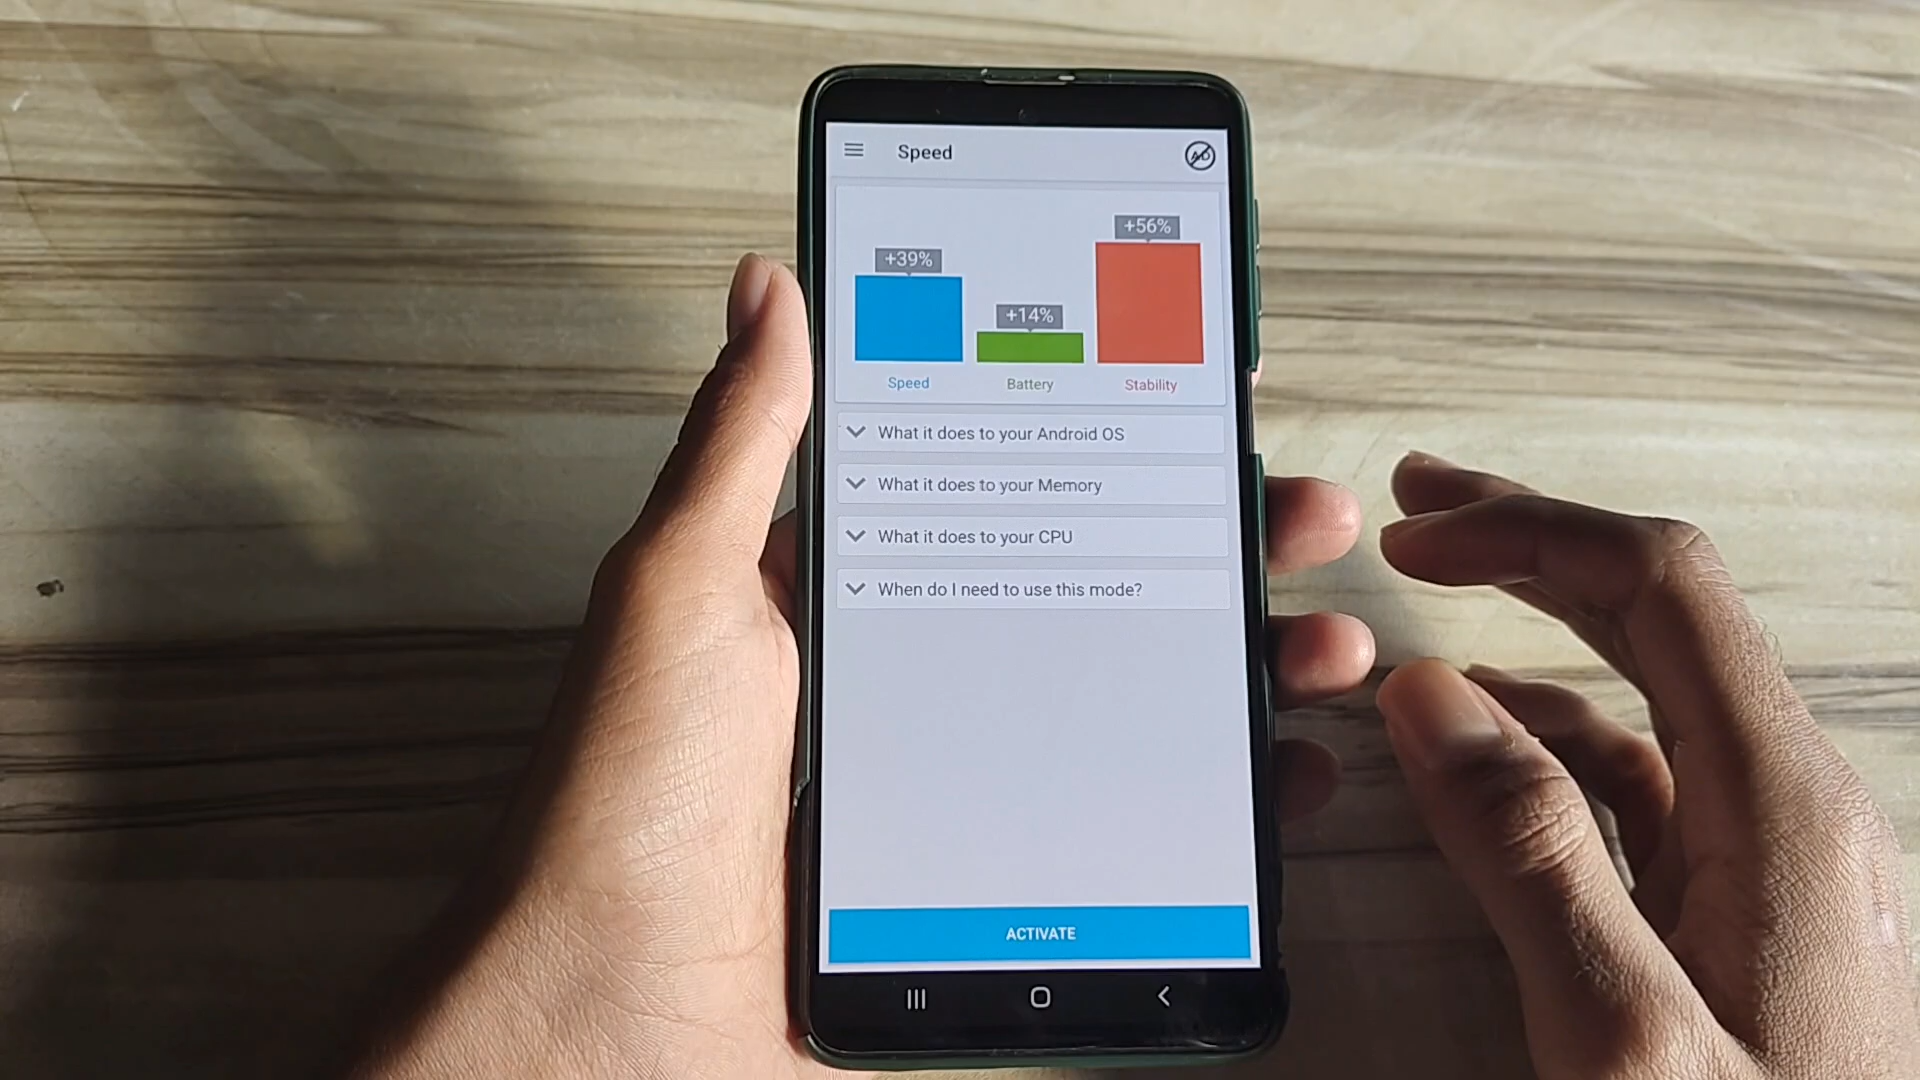 Speed
AD
+39%
+14%
+56%
Speed
Battery
Stability
What it does to your Android OS
What it does to your Memory
What it does to your CPU
When do I need to use this mode?
ACTIVATE